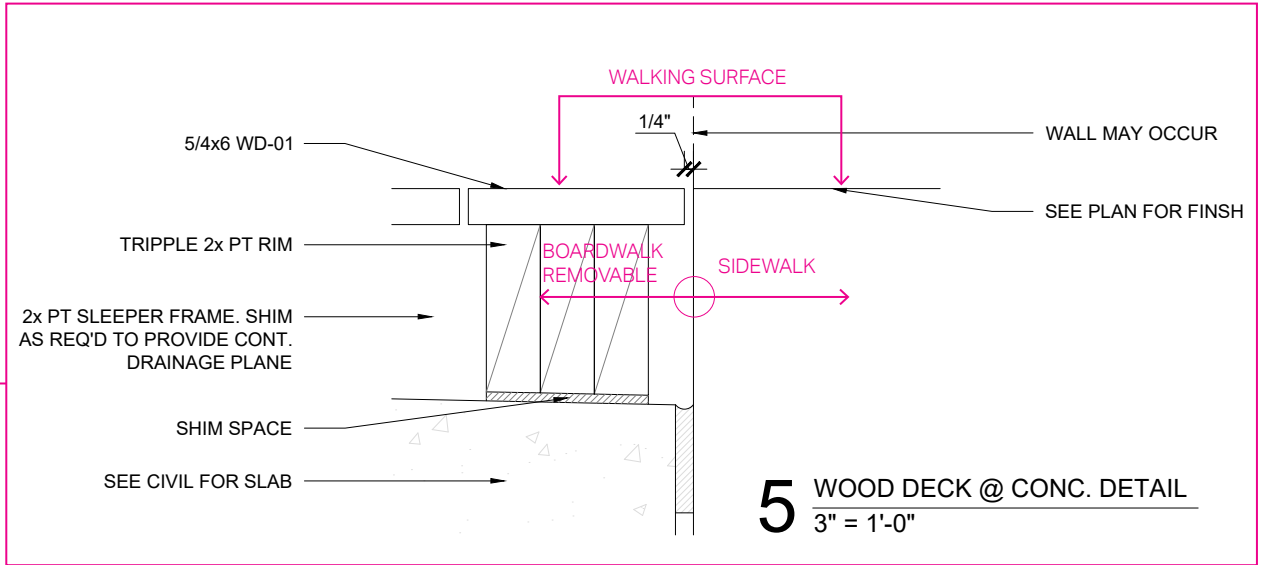 WALKING SURFACE
1/4"
5/4x6 WD-01
WALL MAY OCCUR
SEE PLAN FOR FINSH
TRIPPLE 2x PT RIM
BOARDWALK
REMOVABLE
SIDEWALK
2x PT SLEEPER FRAME. SHIM
AS REQ'D TO PROVIDE CONT.
DRAINAGE PLANE
SHIM SPACE
SEE CIVIL FOR SLAB
5 WOOD DECK @ CONC. DETAIL
3" = 1'-0"